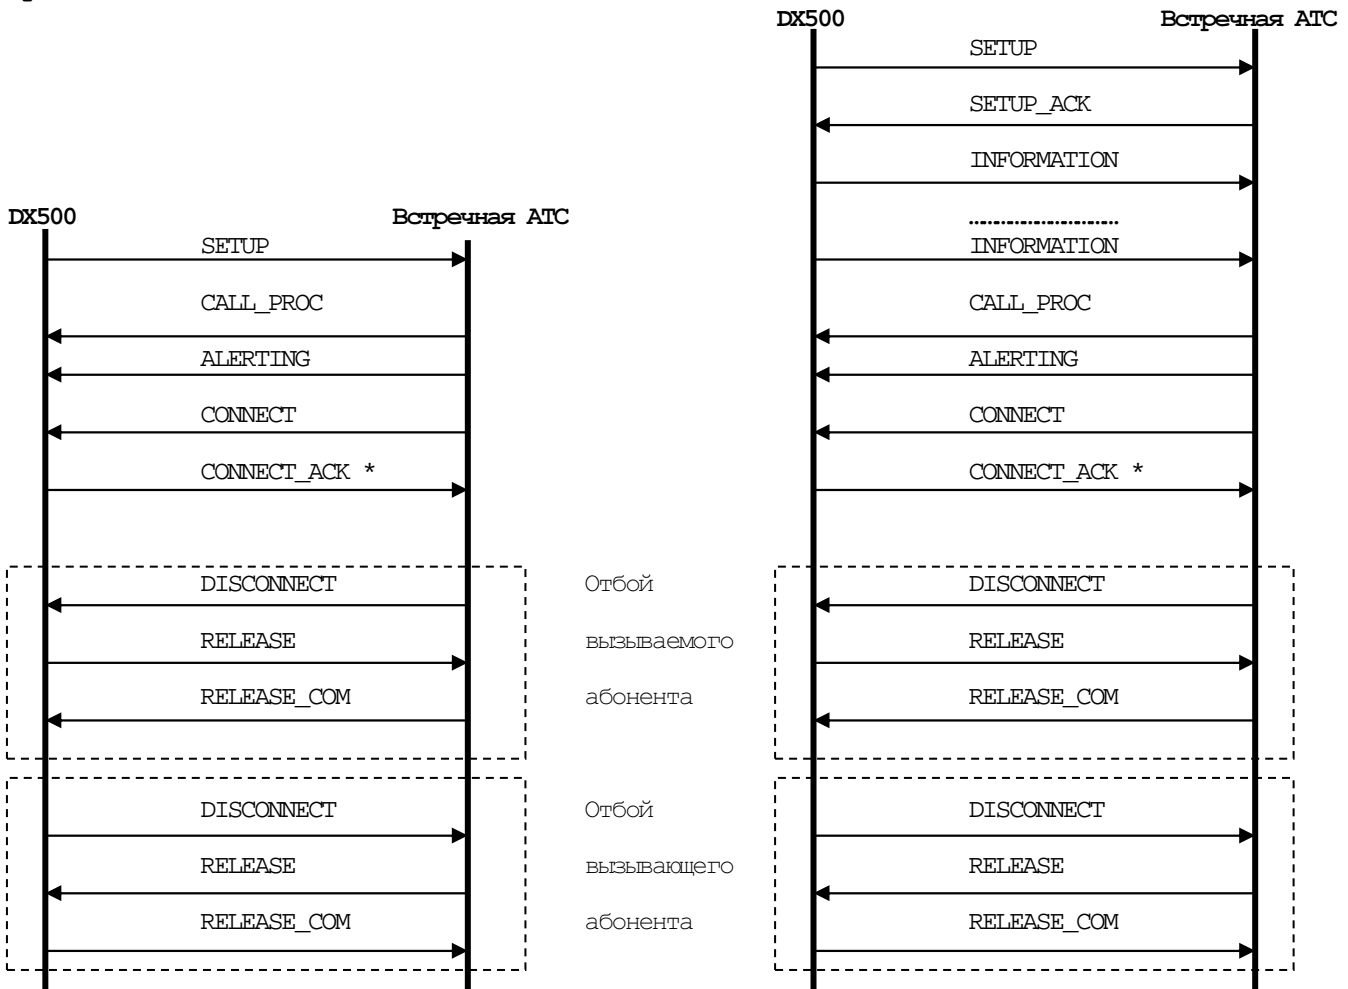 DX500 Встречная АТС
SETUP
SETUP_ACK
INFORMATION
..........................
DX500 Встречная АТС
SETUP INFORMATION
CALL_PROC CALL_PROC
ALERTING ALERTING
CONNECT CONNECT
CONNECT_ACK * CONNECT_ACK *
DISCONNECT Отбой DISCONNECT
RELEASE вызываемого RELEASE
RELEASE_COM абонента RELEASE_COM
DISCONNECT Отбой DISCONNECT
RELEASE вызывающего RELEASE
RELEASE_COM абонента RELEASE_COM